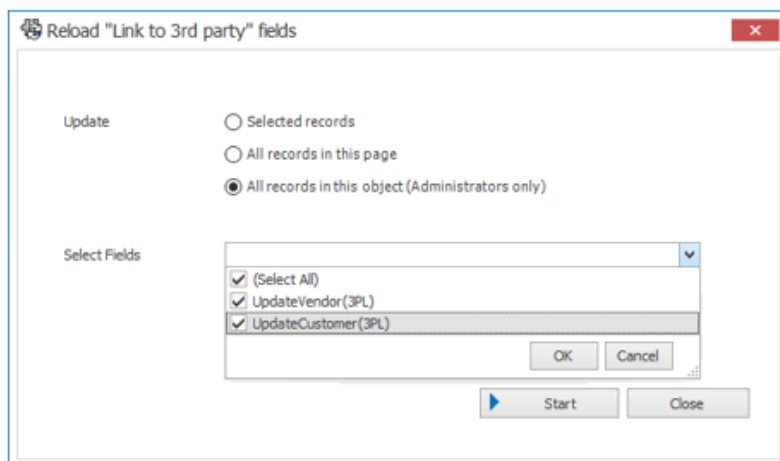 Reload "Link to 3rd party" fields
Update
Selected records
All records in this page
All records in this object (Administrators only)
Select Fields
(Select All)
UpdateVendor(3PL)
UpdateCustomer(3PL)
OK Cancel
Start Close